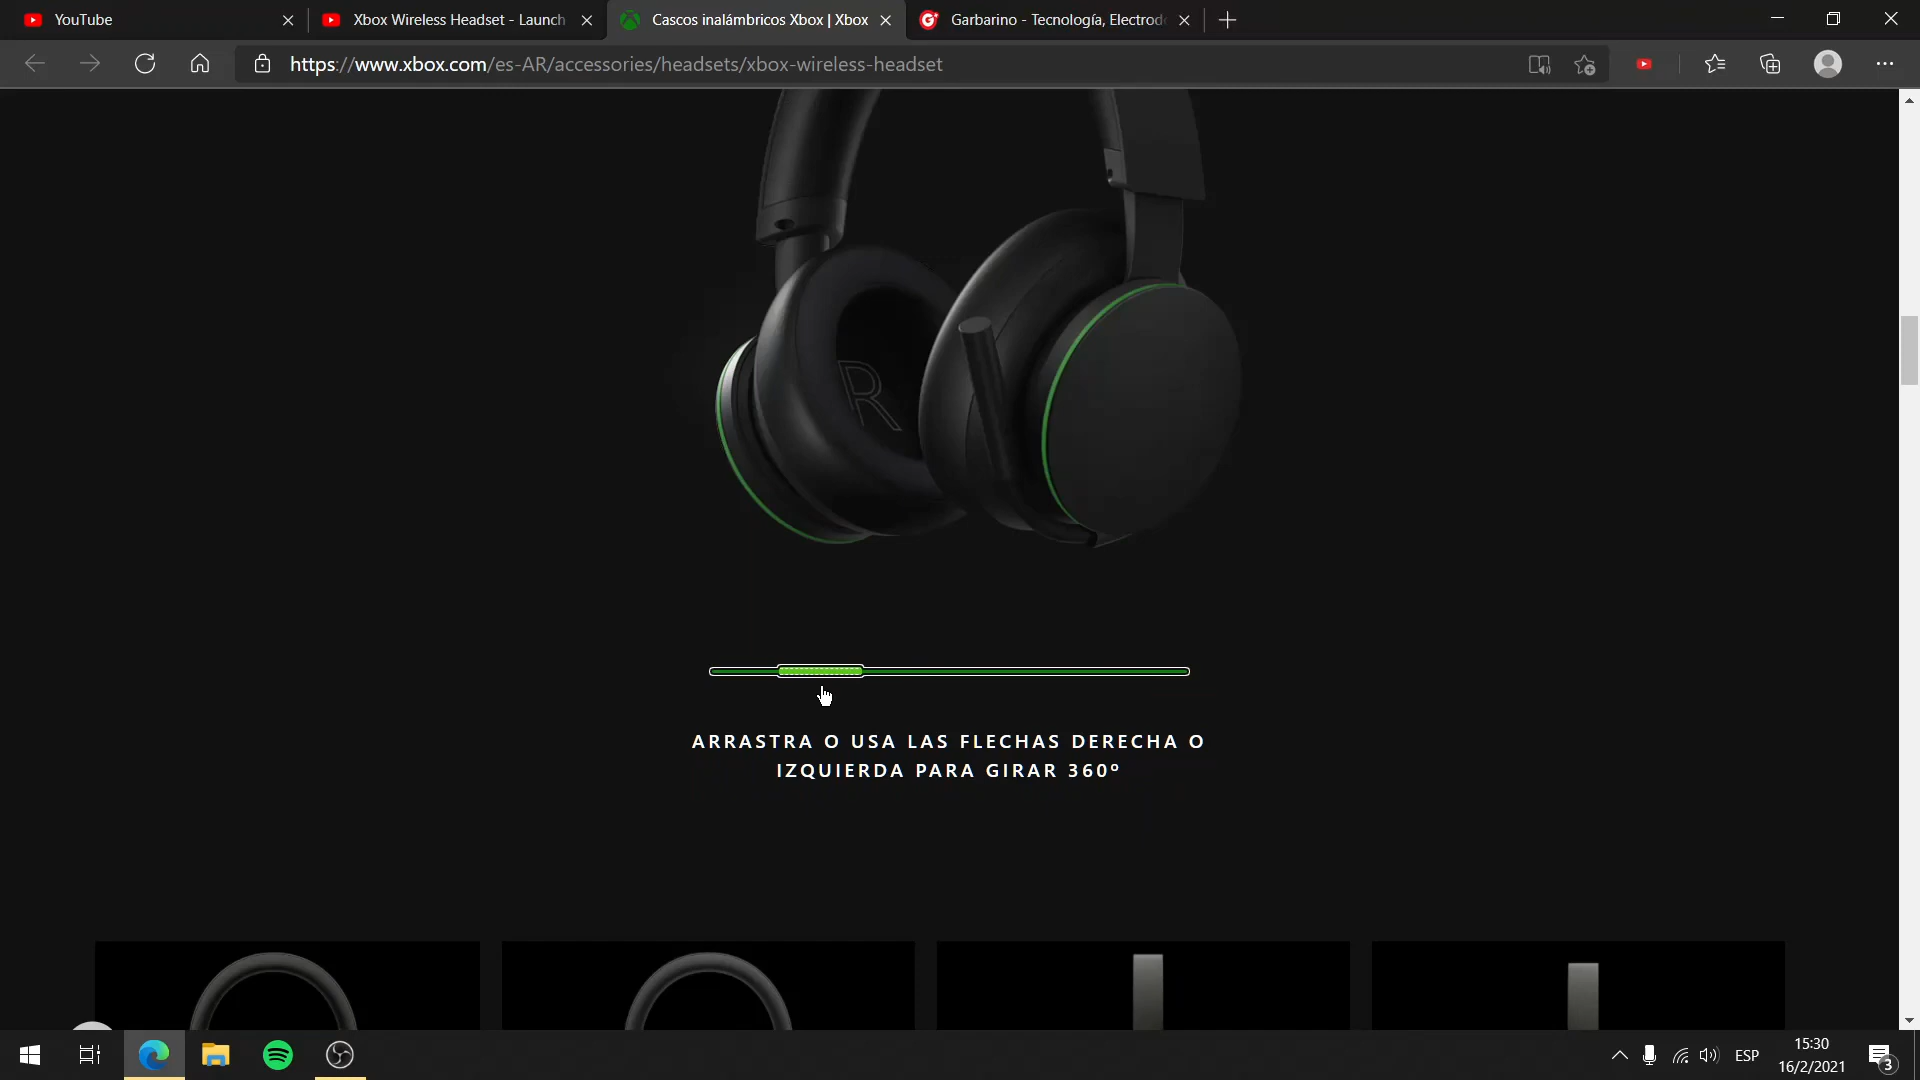 YouTube
Xbox Wireless Headset - Launch
Cascos inalámbricos Xbox | Xbox
Garbarino - Tecnología, Electrod
https://www.xbox.com/es-AR/accessories/headsets/xbox-wireless-headset
R
ARRASTRA O USA LAS FLECHAS DERECHA O
IZQUIERDA PARA GIRAR 360º
ESP
15:30
16/2/2021
3